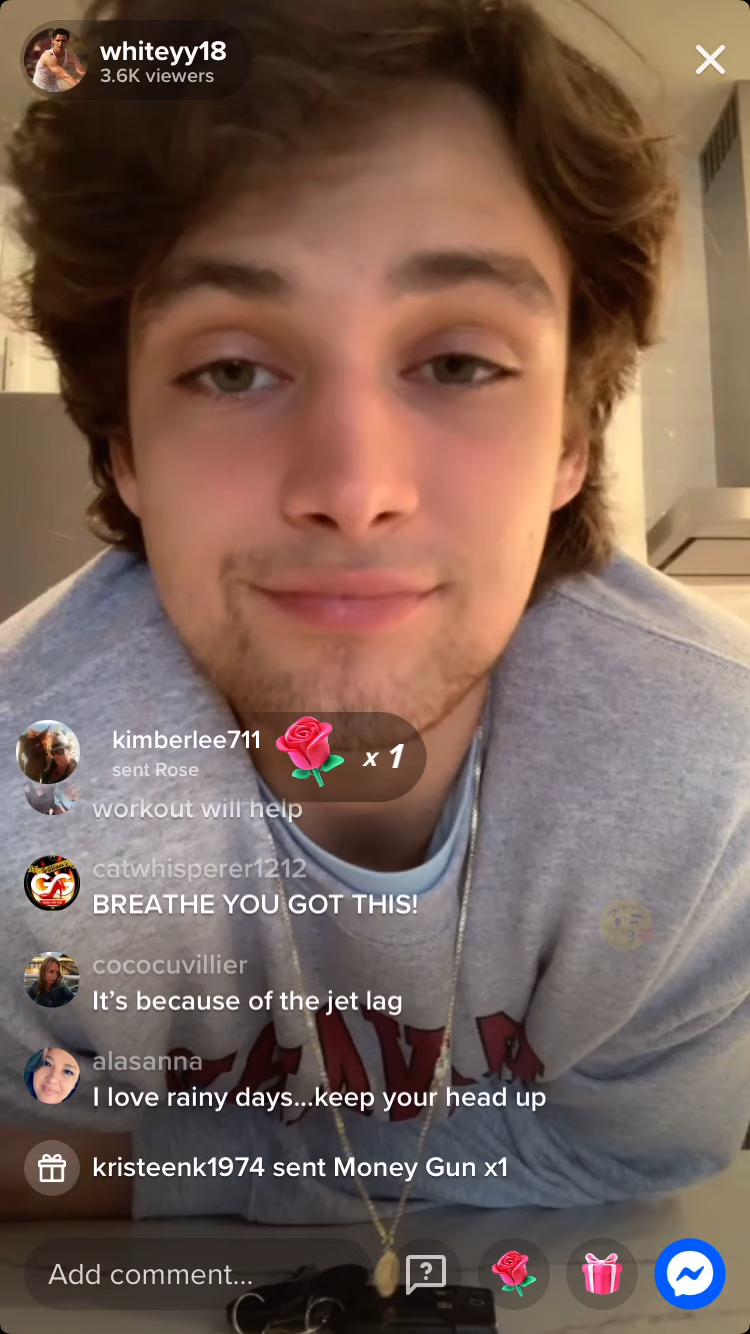 whiteyy18
3.6K viewers
kimberlee711
sent Rose
x 1
workout will help
catwhisperer1212
BREATHE YOU GOT THIS!
cococuvillier
It’s because of the jet lag
alasanna
I love rainy days...keep your head up
kristeenk1974 sent Money Gun x1
Add comment...